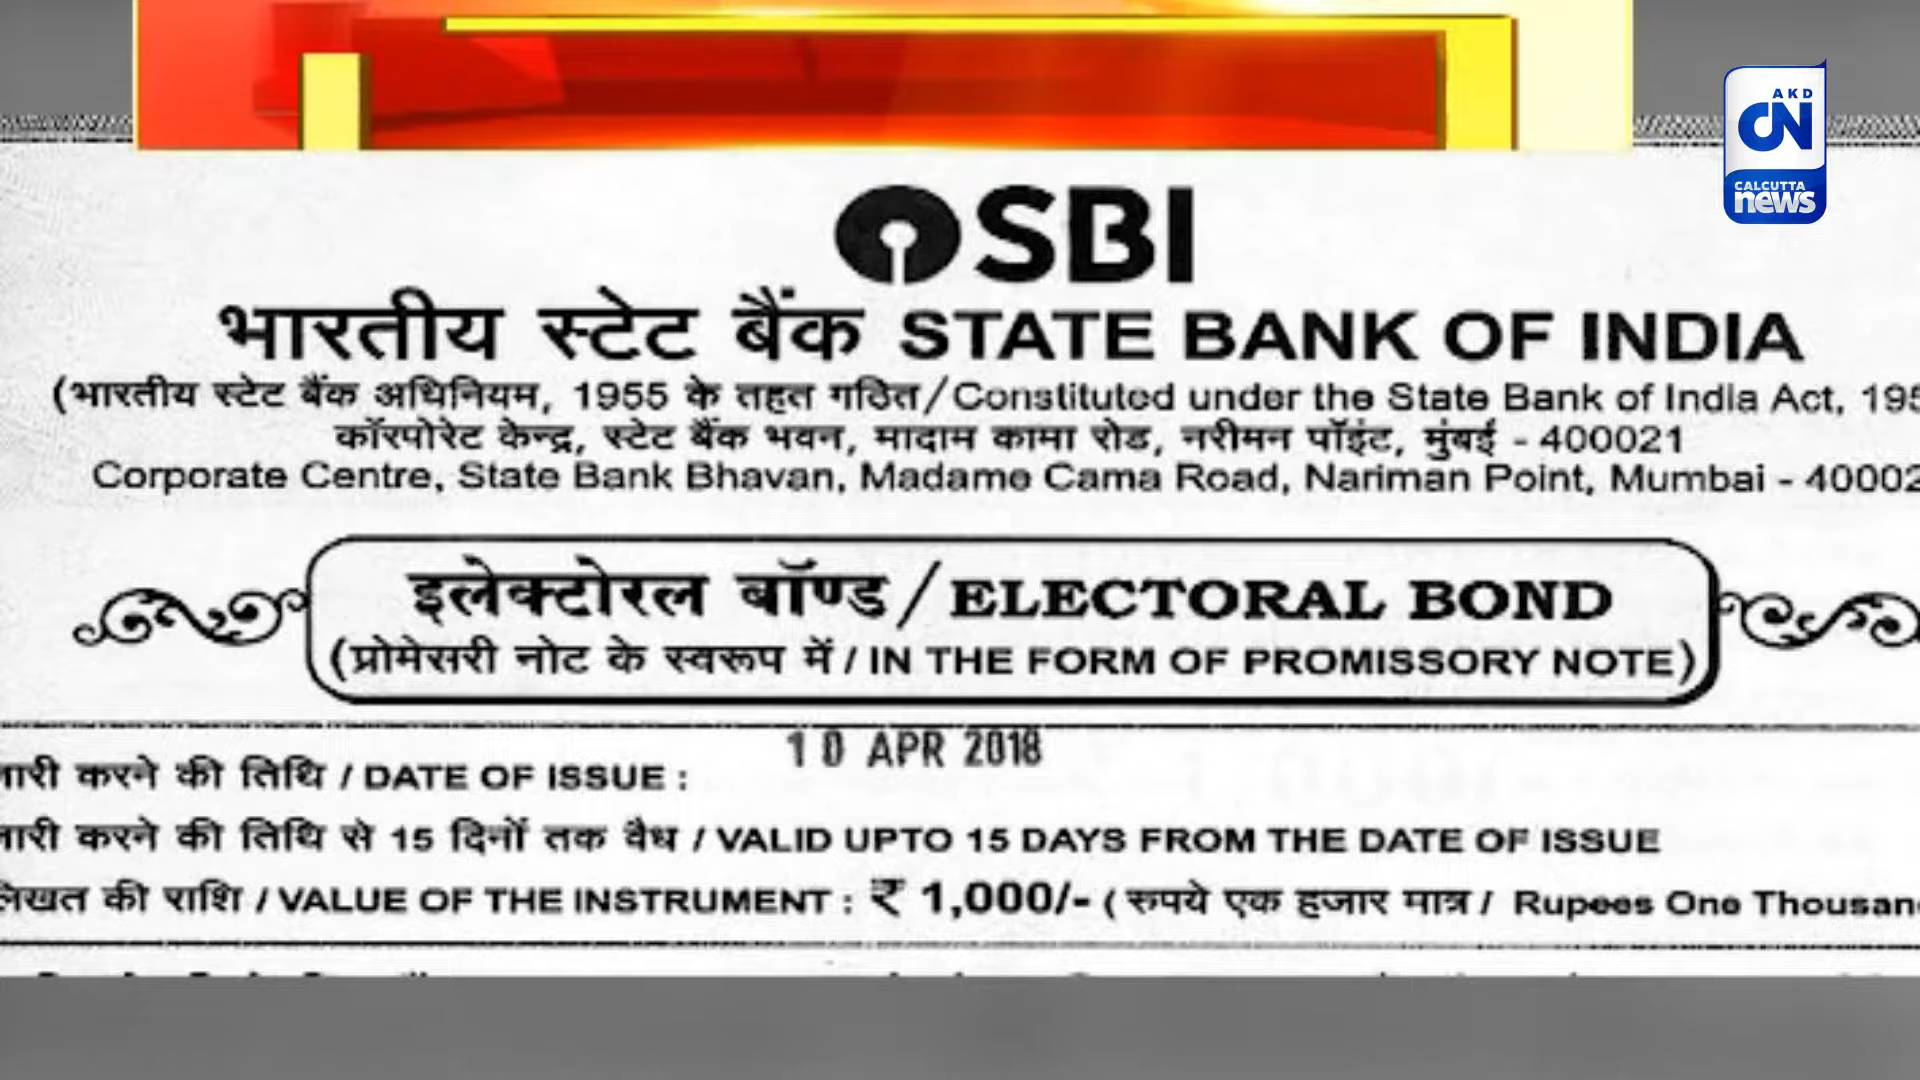 AKD
CN
CALCUTTA
news
SBI
भारतीय स्टेट बैंक STATE BANK OF INDIA
(भारतीय स्टेट बैंक अधिनियम, 1955 के तहत गठित/Constituted under the State Bank of India Act, 195
कॉरपोरेट केन्द्र, स्टेट बैंक भवन, मादाम कामा रोड, नरीमन पॉइंट, मुंबई - 400021
Corporate Centre, State Bank Bhavan, Madame Cama Road, Nariman Point, Mumbai - 40002
इलेक्टोरल बॉण्ड/ELECTORAL BOND
(प्रोमेसरी नोट के स्वरूप में / IN THE FORM OF PROMISSORY NOTE)
10 APR 2018
जारी करने की तिथि / DATE OF ISSUE :
जारी करने की तिथि से 15 दिनों तक वैध / VALID UPTO 15 DAYS FROM THE DATE OF ISSUE
लिखत की राशि / VALUE OF THE INSTRUMENT : ₹ 1,000/- ( रुपये एक हजार मात्र / Rupees One Thousan